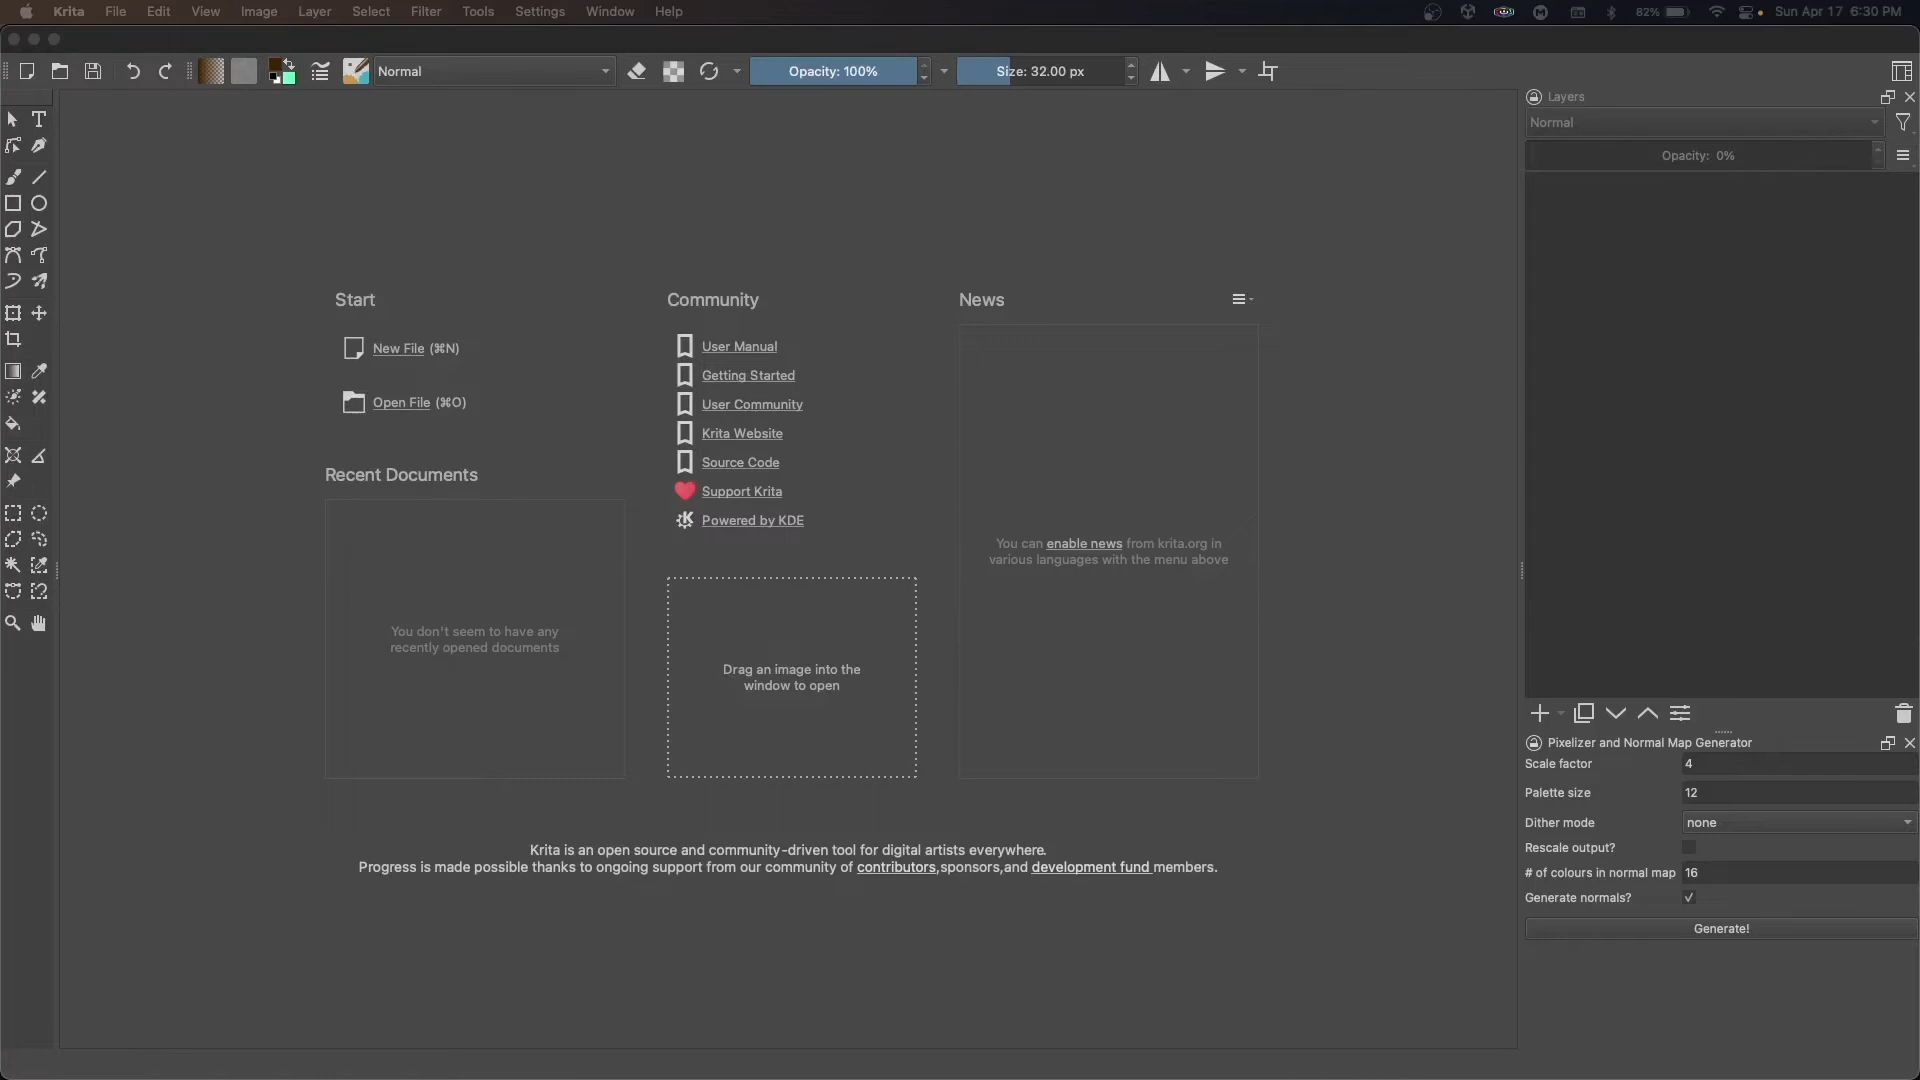 Krita File Edit View Image Layer Select Filter Tools Settings Window Help
82% Sun Apr 17 6:30 PM
Normal
Opacity: 100%
Size: 32.00 px
Layers
Normal
Opacity: 0%
Start
New File (⌘N)
Open File (⌘O)
Recent Documents
You don't seem to have any
recently opened documents
Community
User Manual
Getting Started
User Community
Krita Website
Source Code
Support Krita
Powered by KDE
Drag an image into the
window to open
News
You can enable news from krita.org in
various languages with the menu above
Krita is an open source and community-driven tool for digital artists everywhere.
Progress is made possible thanks to ongoing support from our community of contributors,sponsors,and development fund members.
Pixelizer and Normal Map Generator
Scale factor 4
Palette size 12
Dither mode none
Rescale output?
# of colours in normal map 16
Generate normals?
Generate!